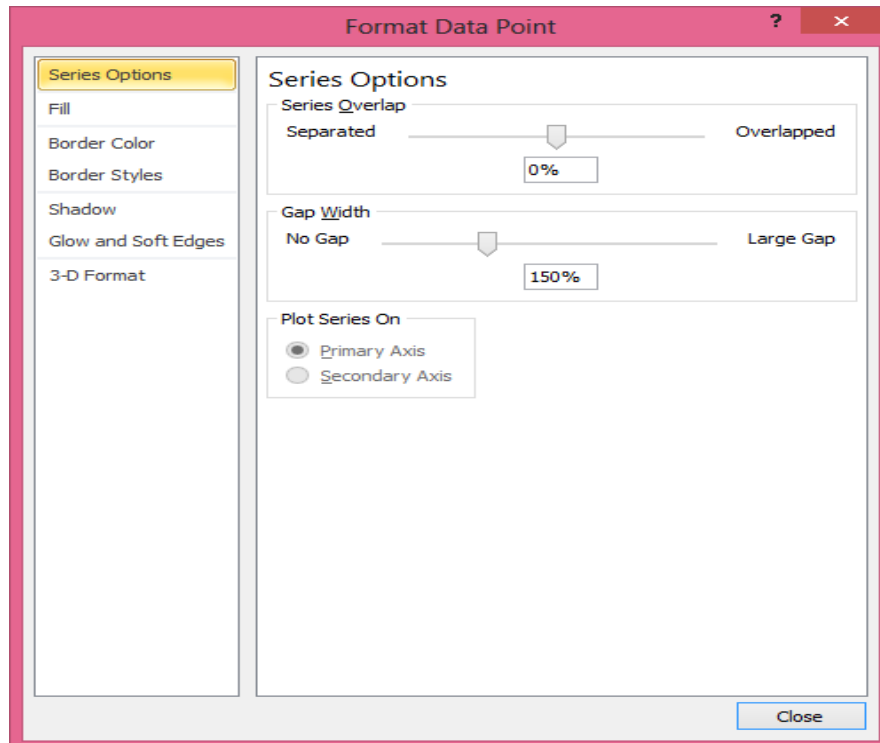 Format Data Point
?
Series Options
Fill
Border Color
Border Styles
Shadow
Glow and Soft Edges
3-D Format
Series Options
Series Overlap
Separated Overlapped
0%
Gap Width
No Gap Large Gap
150%
Plot Series On
Primary Axis
Secondary Axis
Close